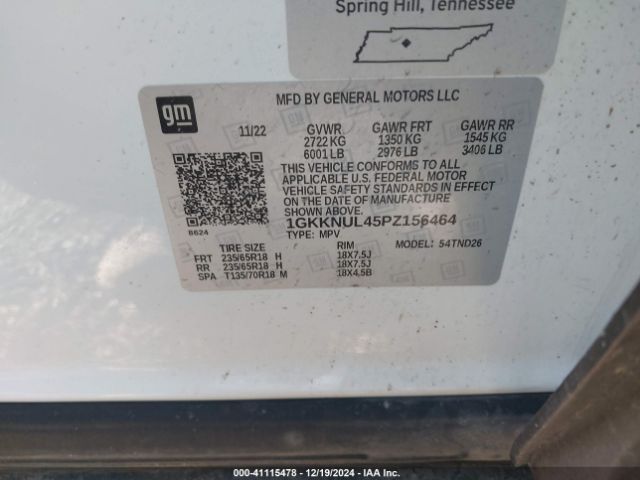 Spring Hill, Tennessee
gm
MFD BY GENERAL MOTORS LLC
11/22 GVWR GAWR FRT GAWR RR
2722 KG 1350 KG 1545 KG
6001 LB 2976 LB 3406 LB
THIS VEHICLE CONFORMS TO ALL
APPLICABLE U.S. FEDERAL MOTOR
VEHICLE SAFETY STANDARDS IN EFFECT
ON THE DATE OF MANUFACTURE
SHOWN ABOVE.
1GKKNUL45PZ156464
8624
TYPE: MPV MODEL: 54TND26
TIRE SIZE RIM
FRT 235/65R18 H 18X7.5J
RR 235/65R18 H 18X7.5J
SPA T135/70R18 M 18X4.5B
00 - 41115478 - 12/19/2024 - IAA Inc.